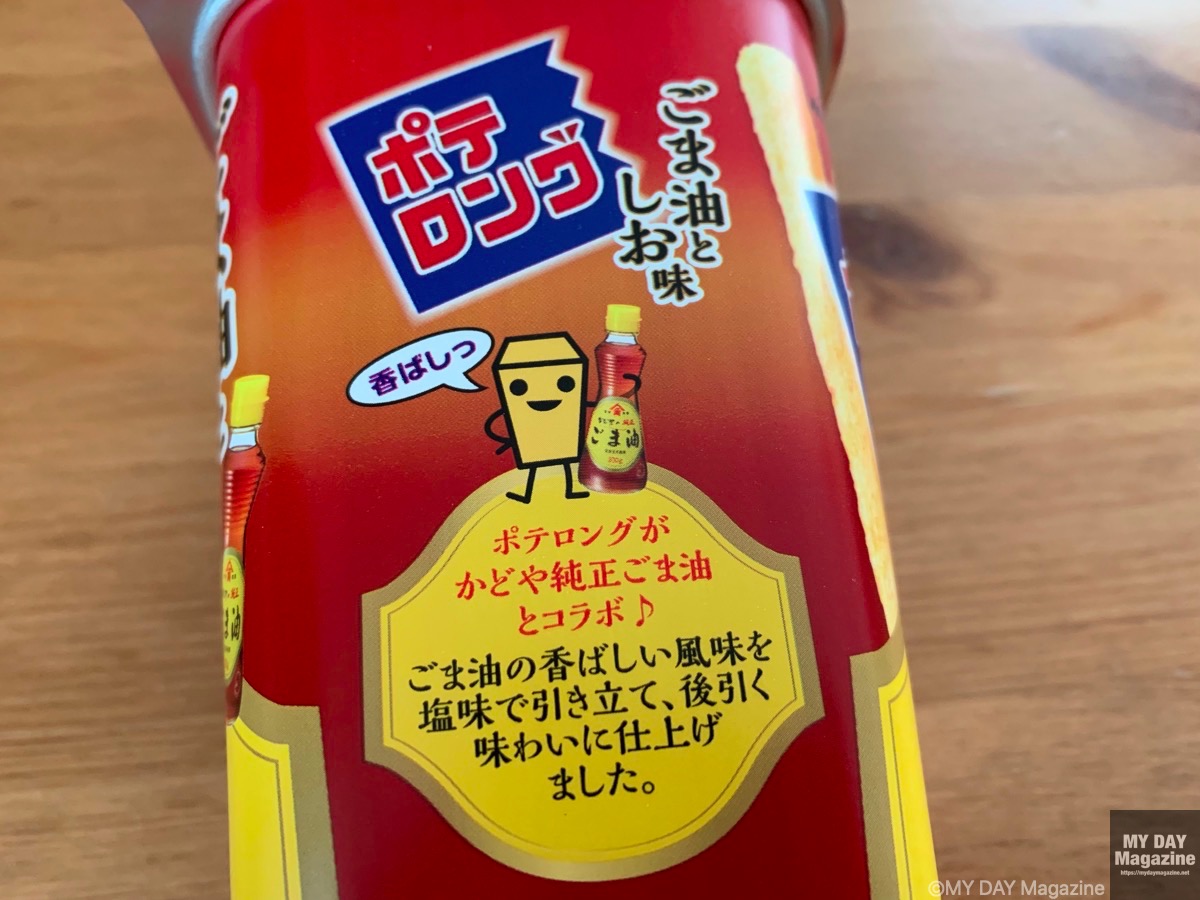 ポテ
ロング
ごま油と
しお味
香ばしっ
ごま油
ポテロングが
かどや純正ごま油
とコラボ♪
ごま油の香ばしい風味を
塩味で引き立て、後引く
味わいに仕上げ
ました。
MY DAY
Magazine
https://mydaymagazine.net
©MY DAY Magazine